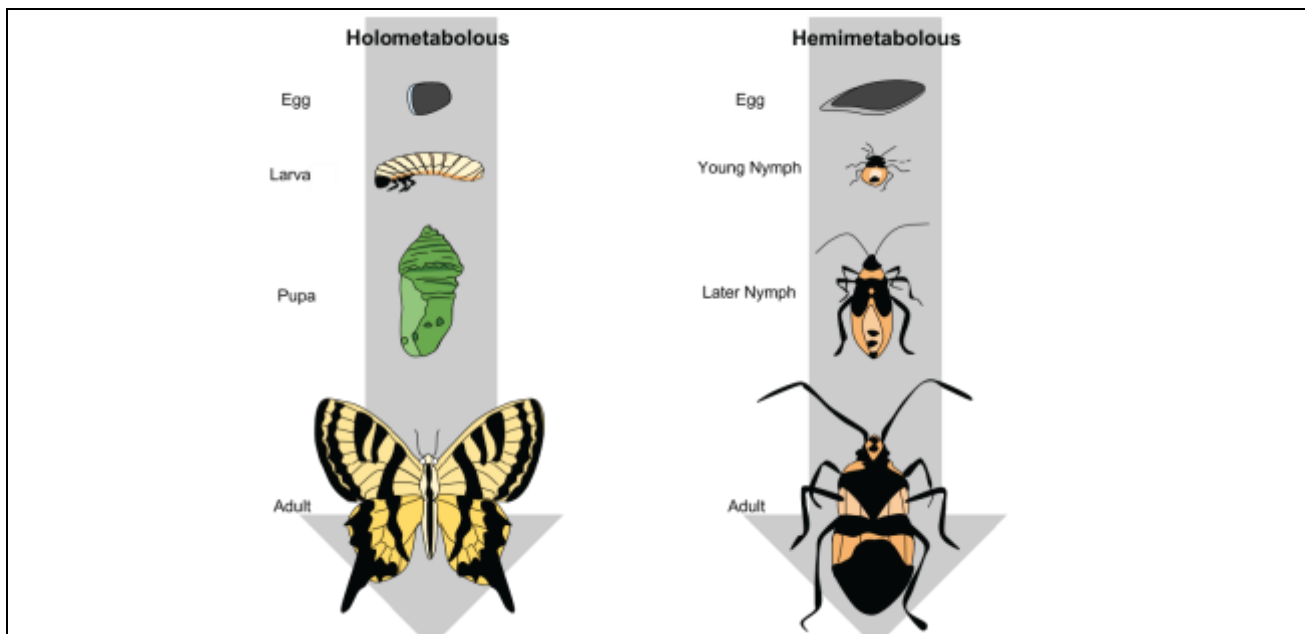 Holometabolous
Egg
Larva
Pupa
Adult
Hemimetabolous
Egg
Young Nymph
Later Nymph
Adult